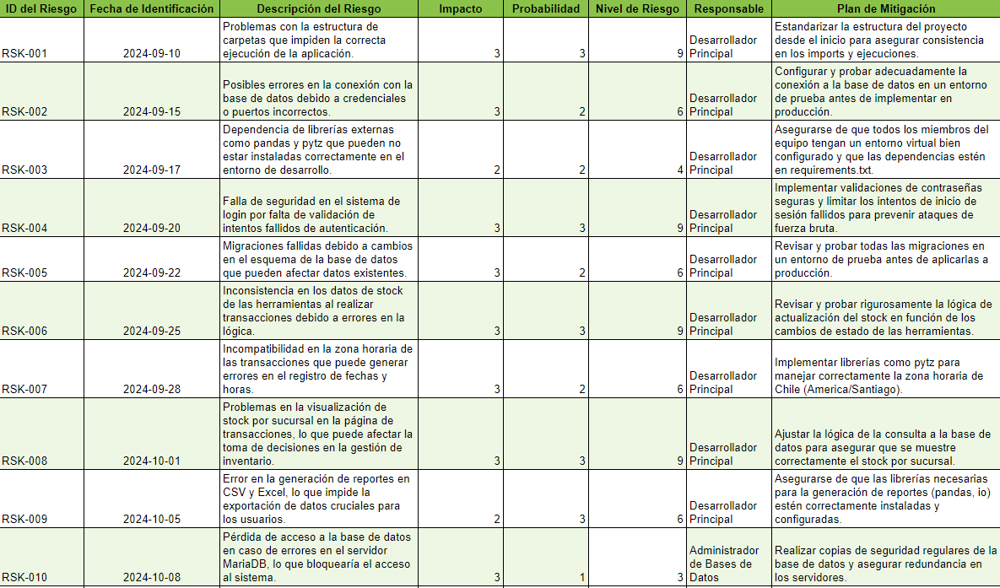 ID del Riesgo Fecha de Identificación Descripción del Riesgo Impacto Probabilidad Nivel de Riesgo Responsable Plan de Mitigación
Problemas con la estructura de
carpetas que impiden la correcta
ejecución de la aplicación.
RSK-001 2024-09-10 3 3 9
Desarrollador
Principal
Estandarizar la estructura del proyecto
desde el inicio para asegurar consistencia
en los imports y ejecuciones.
Posibles errores en la conexión con la
base de datos debido a credenciales
o puertos incorrectos.
RSK-002 2024-09-15 3 2 6
Desarrollador
Principal
Configurar y probar adecuadamente la
conexión a la base de datos en un entorno
de prueba antes de implementar en
producción.
Dependencia de librerías externas
como pandas y pytz que pueden no
estar instaladas correctamente en el
entorno de desarrollo.
RSK-003 2024-09-17 2 2 4
Desarrollador
Principal
Asegurarse de que todos los miembros del
equipo tengan un entorno virtual bien
configurado y que las dependencias estén
en requirements.txt.
Falla de seguridad en el sistema de
login por falta de validación de
intentos fallidos de autenticación.
RSK-004 2024-09-20 3 3 9
Desarrollador
Principal
Implementar validaciones de contraseñas
seguras y limitar los intentos de inicio de
sesión fallidos para prevenir ataques de
fuerza bruta.
Migraciones fallidas debido a cambios
en el esquema de la base de datos
que pueden afectar datos existentes.
RSK-005 2024-09-22 3 2 6
Desarrollador
Principal
Revisar y probar todas las migraciones en
un entorno de prueba antes de aplicarlas a
producción.
Inconsistencia en los datos de stock
de las herramientas al realizar
transacciones debido a errores en la
lógica.
RSK-006 2024-09-25 3 3 9
Desarrollador
Principal
Revisar y probar rigurosamente la lógica de
actualización del stock en función de los
cambios de estado de las herramientas.
Incompatibilidad en la zona horaria de
las transacciones que puede generar
errores en el registro de fechas y
horas.
RSK-007 2024-09-28 3 2 6
Desarrollador
Principal
Implementar librerías como pytz para
manejar correctamente la zona horaria de
Chile (America/Santiago).
Problemas en la visualización de
stock por sucursal en la página de
transacciones, lo que puede afectar la
toma de decisiones en la gestión de
inventario.
RSK-008 2024-10-01 3 3 9
Desarrollador
Principal
Ajustar la lógica de la consulta a la base de
datos para asegurar que se muestre
correctamente el stock por sucursal.
Error en la generación de reportes en
CSV y Excel, lo que impide la
exportación de datos cruciales para
los usuarios.
RSK-009 2024-10-05 2 3 6
Desarrollador
Principal
Asegurarse de que las librerías necesarias
para la generación de reportes (pandas, io)
estén correctamente instaladas y
configuradas.
Pérdida de acceso a la base de datos
en caso de errores en el servidor
MariaDB, lo que bloquearía el acceso
al sistema.
RSK-010 2024-10-08 3 1 3
Administrador
de Bases de
Datos
Realizar copias de seguridad regulares de la
base de datos y asegurar redundancia en
los servidores.